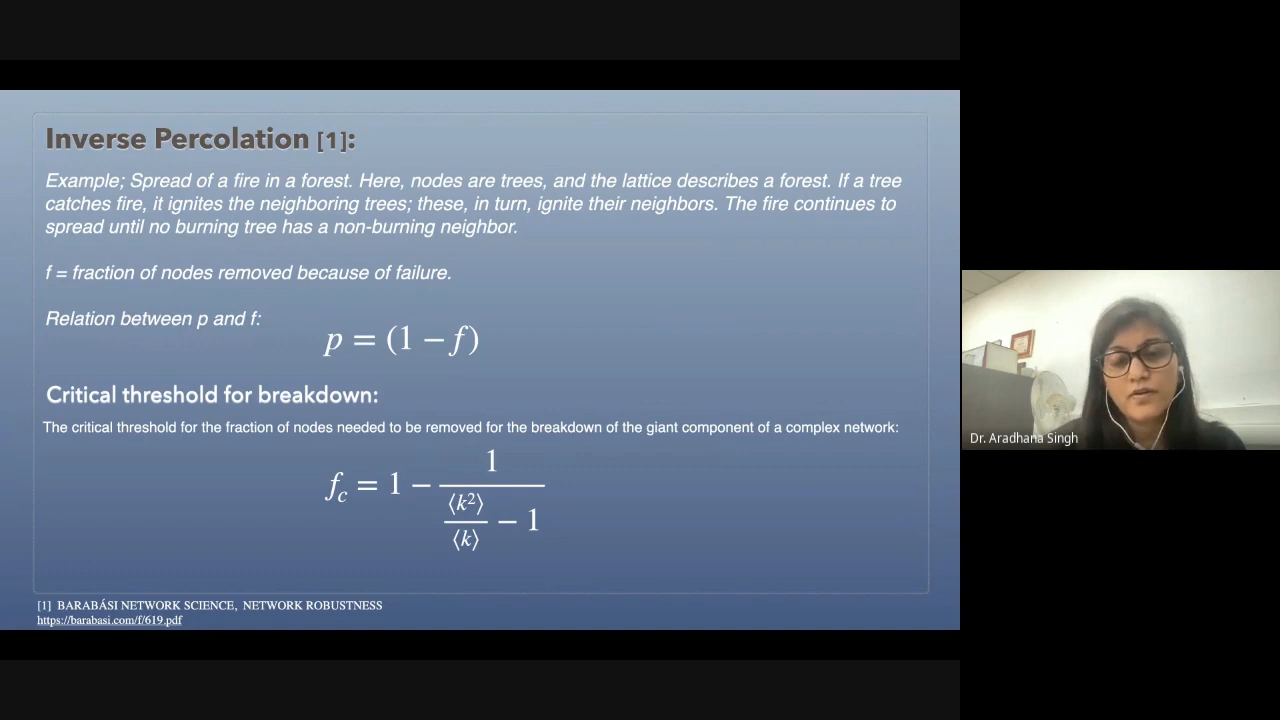 Inverse Percolation [1]:
Example; Spread of a fire in a forest. Here, nodes are trees, and the lattice describes a forest. If a tree
catches fire, it ignites the neighboring trees; these, in turn, ignite their neighbors. The fire continues to
spread until no burning tree has a non-burning neighbor.
f = fraction of nodes removed because of failure.
Relation between p and f:
p = (1 − f)
Critical threshold for breakdown:
The critical threshold for the fraction of nodes needed to be removed for the breakdown of the giant component of a complex network:
f_c = 1 − 1 / (⟨k²⟩/⟨k⟩ − 1)
[1] BARABÁSI NETWORK SCIENCE, NETWORK ROBUSTNESS
https://barabasi.com/f/619.pdf
Dr. Aradhana Singh